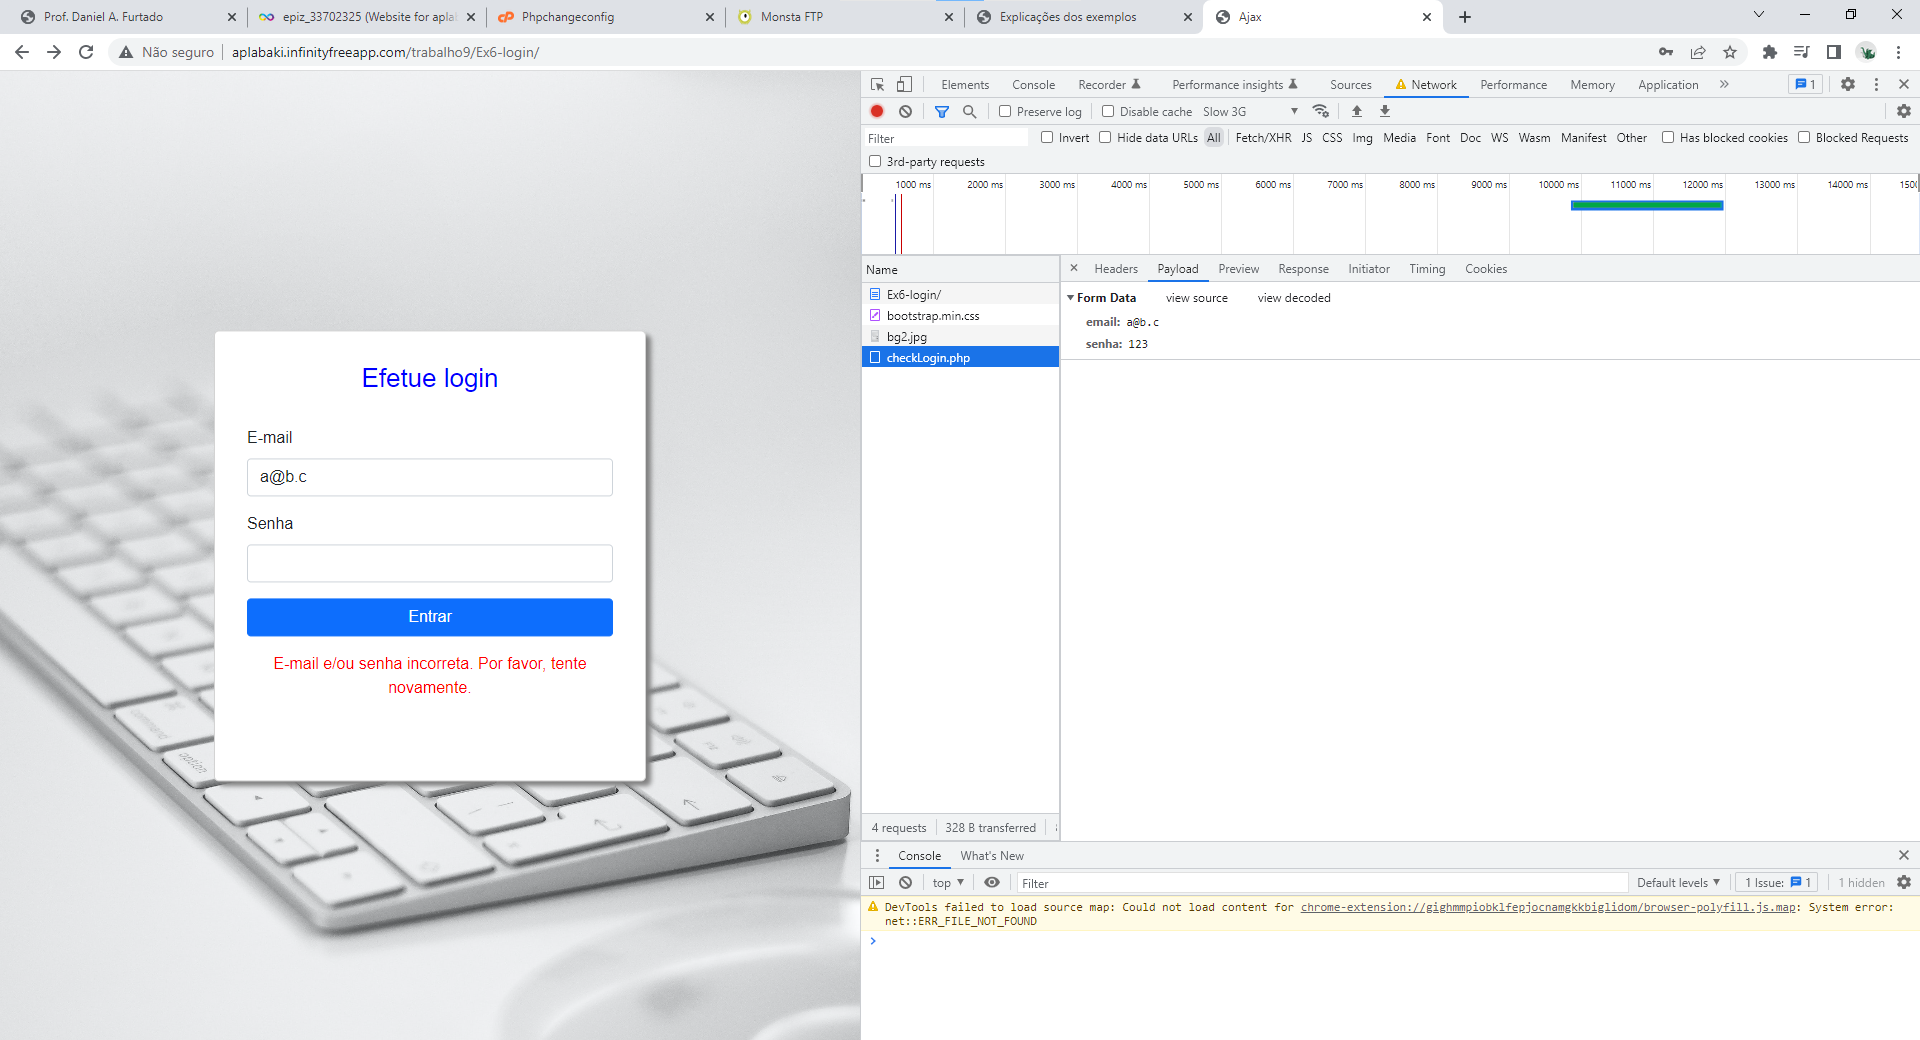 Prof. Daniel A. Furtado
epiz_33702325 (Website for apla
Phpchangeconfig
Monsta FTP
Explicações dos exemplos
Ajax
Não seguro
aplabaki.infinityfreeapp.com/trabalho9/Ex6-login/
Efetue login
E-mail
a@b.c
Senha
Entrar
E-mail e/ou senha incorreta. Por favor, tente
novamente.
command
option
Elements Console Recorder Performance insights Sources Network Performance Memory Application 1
Preserve log Disable cache Slow 3G
Filter Invert Hide data URLs All Fetch/XHR JS CSS Img Media Font Doc WS Wasm Manifest Other Has blocked cookies Blocked Requests
3rd-party requests
1000 ms 2000 ms 3000 ms 4000 ms 5000 ms 6000 ms 7000 ms 8000 ms 9000 ms 10000 ms 11000 ms 12000 ms 13000 ms 14000 ms 150
Name
Ex6-login/
bootstrap.min.css
bg2.jpg
checkLogin.php
Headers Payload Preview Response Initiator Timing Cookies
Form Data view source view decoded
email: a@b.c
senha: 123
4 requests 328 B transferred
Console What's New
top Filter Default levels 1 Issue: 1 1 hidden
DevTools failed to load source map: Could not load content for chrome-extension://gighmmpiobklfepjocnamgkkbiglidom/browser-polyfill.js.map: System error:
net::ERR_FILE_NOT_FOUND